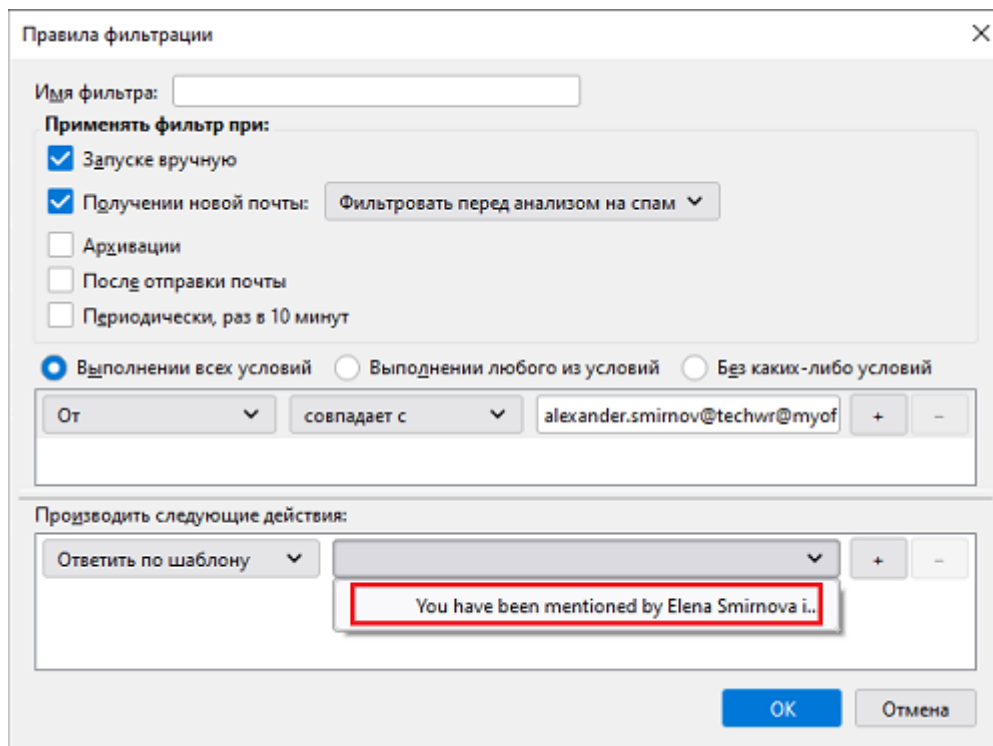 Правила фильтрации
Имя фильтра:
Применять фильтр при:
Запуске вручную
Получении новой почты: Фильтровать перед анализом на спам
Архивации
После отправки почты
Периодически, раз в 10 минут
Выполнении всех условий Выполнении любого из условий Без каких-либо условий
От совпадает с alexander.smirnov@techwr@myof + -
Производить следующие действия:
Ответить по шаблону + -
You have been mentioned by Elena Smirnova i..
OK Отмена